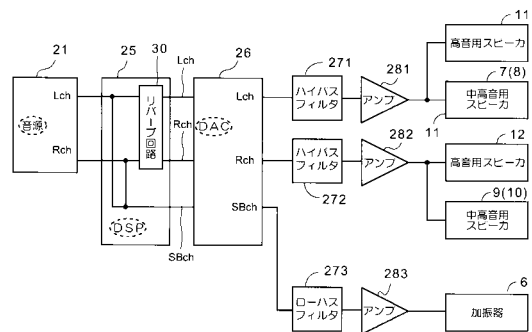 11
高音用スピーカ
21
25
30
Lch
26
271
281
7(8)
Lch
リバーブ回路
Lch
ハイパスフィルタ
アンプ
中高音用スピーカ
音源
Rch
DAC
11
282
12
Rch
Rch
ハイパスフィルタ
アンプ
高音用スピーカ
272
9(10)
SBch
中高音用スピーカ
DSP
SBch
273
283
6
ローパスフィルタ
アンプ
加振器